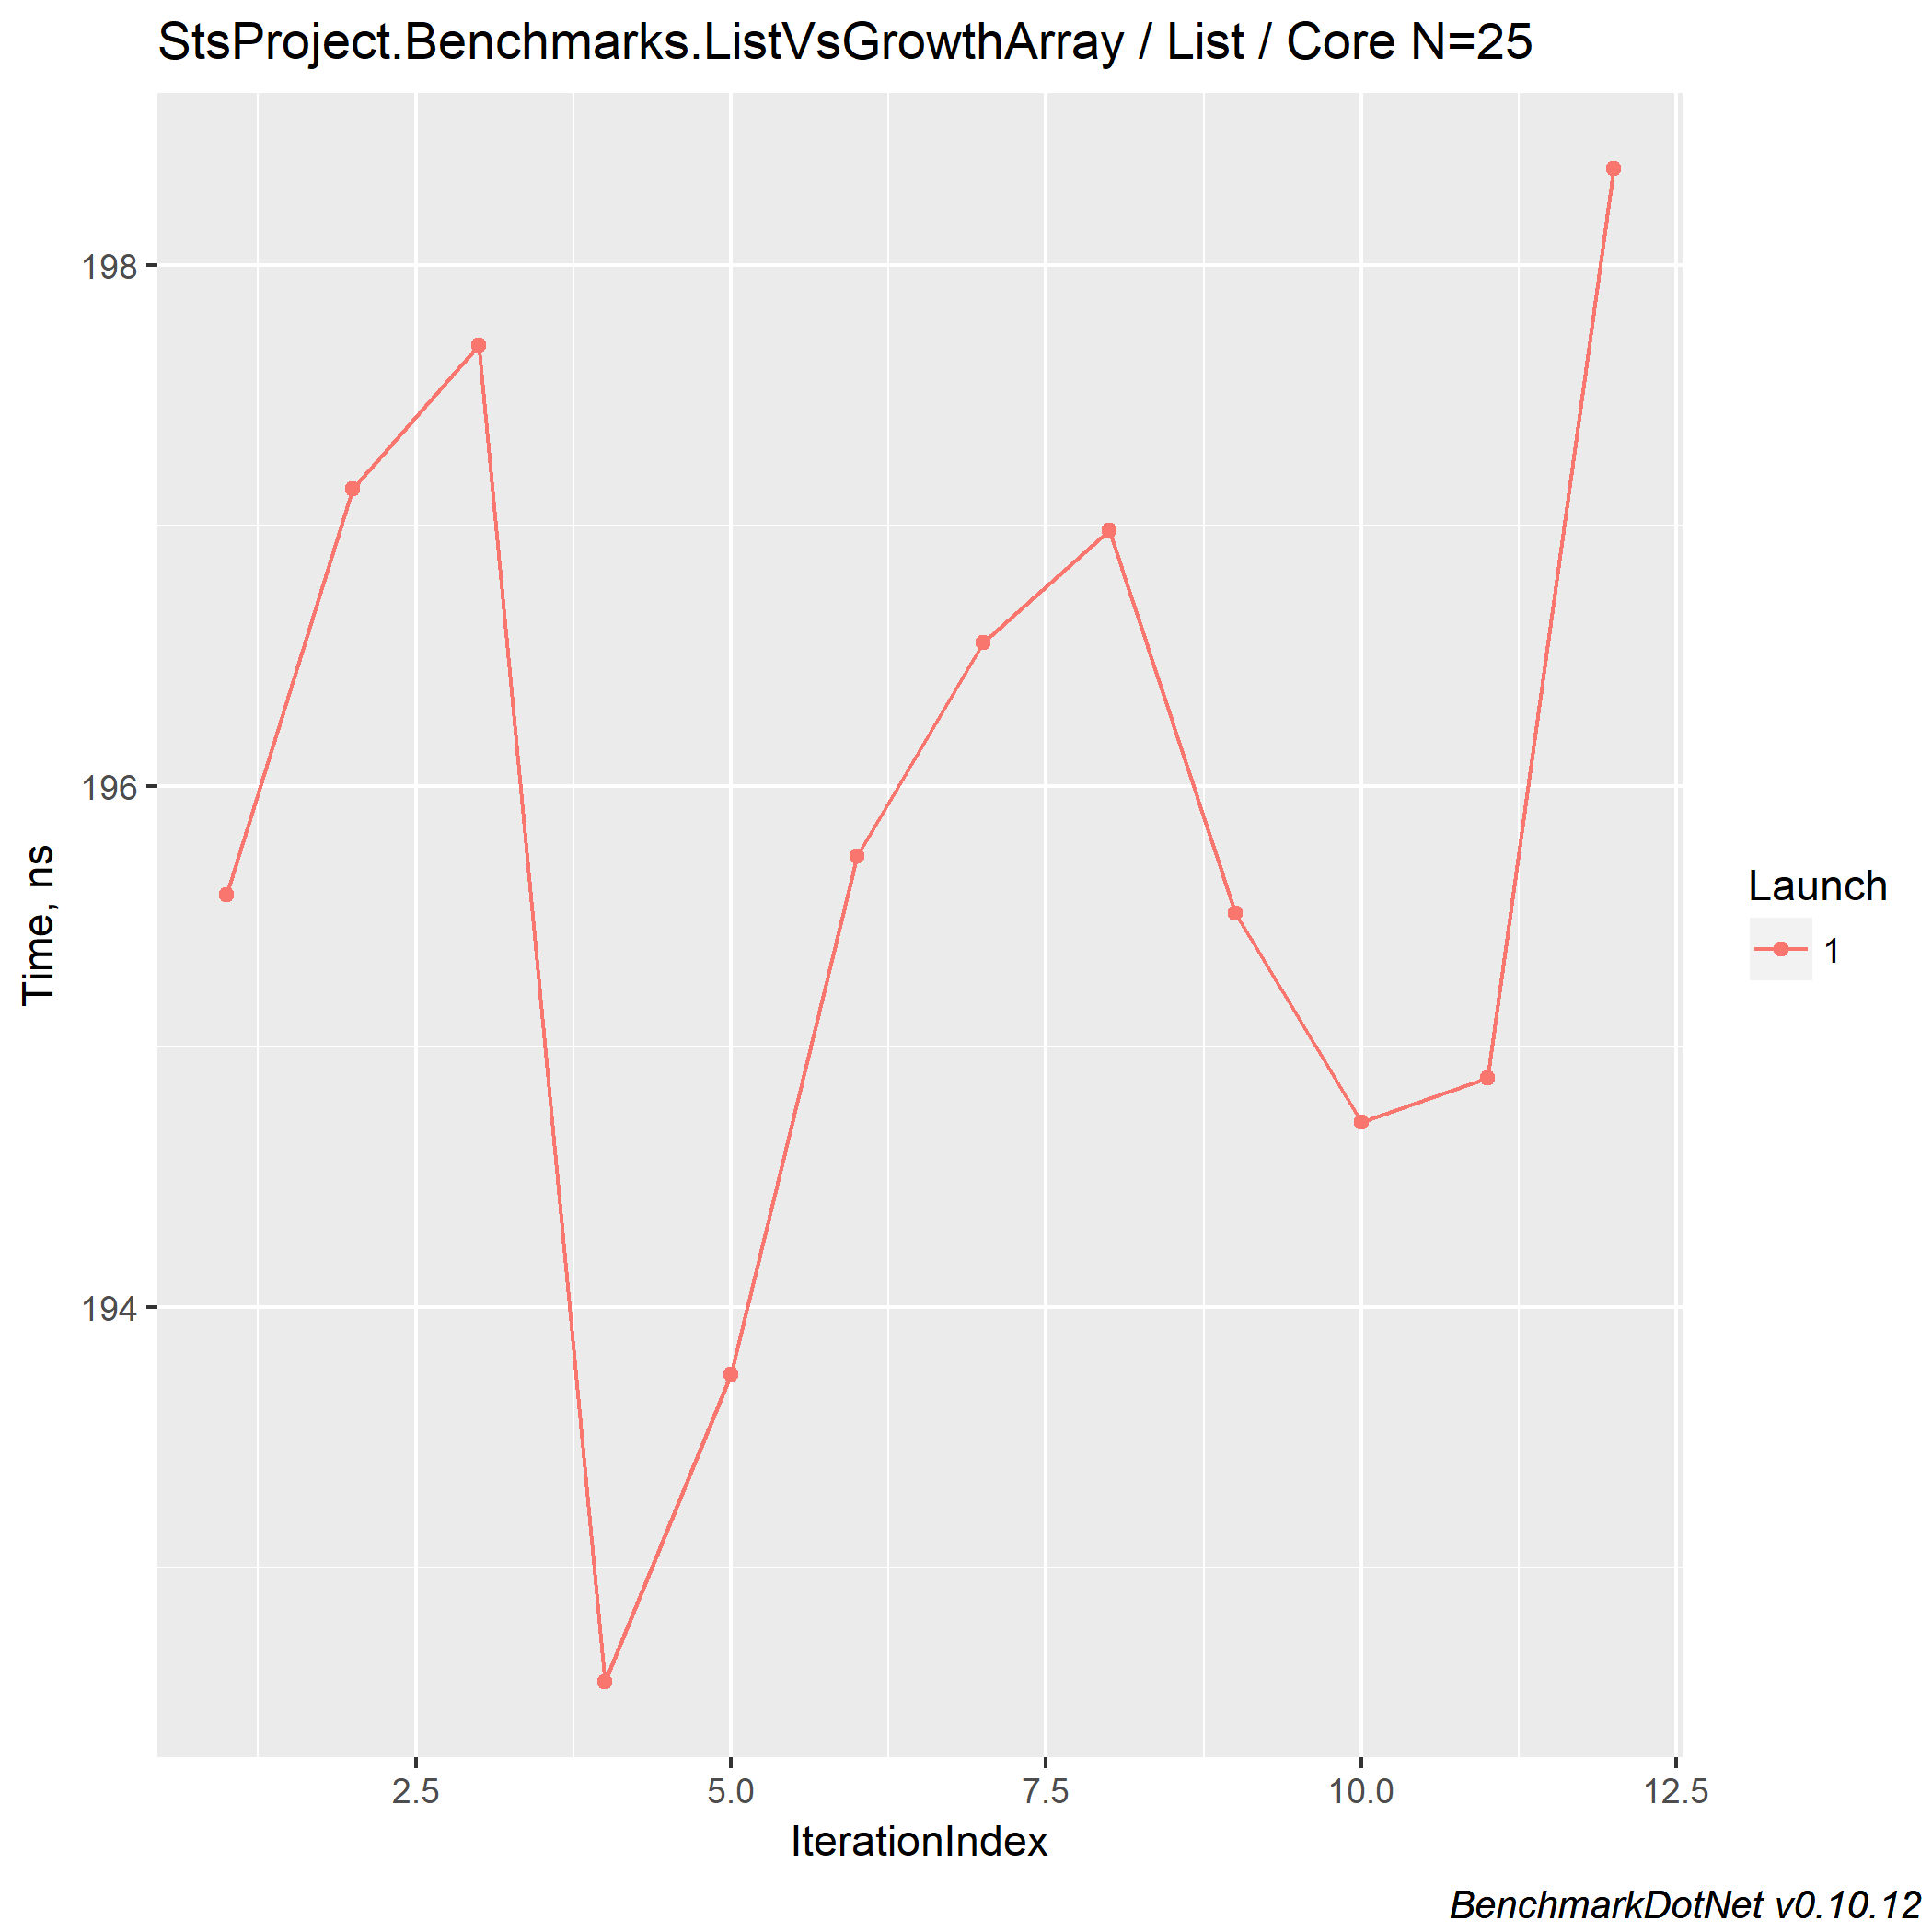 StsProject.Benchmarks.ListVsGrowthArray / List / Core N=25
198
196
194
Time, ns
2.5 5.0 7.5 10.0 12.5
IterationIndex
Launch
1
BenchmarkDotNet v0.10.12